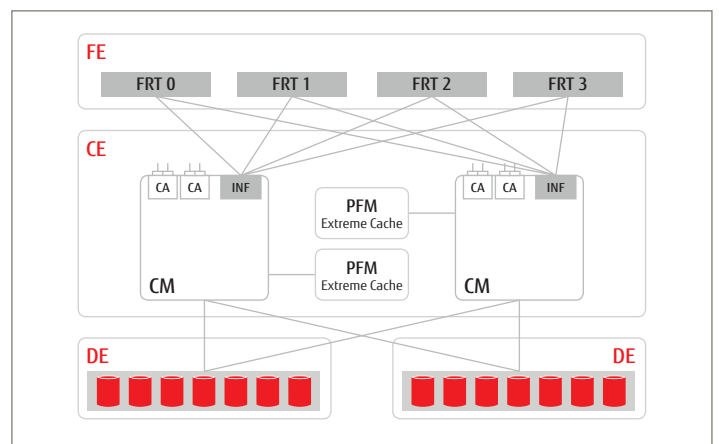 FE
FRT 0 FRT 1 FRT 2 FRT 3
CE
CA CA INF
CA CA INF
PFM
Extreme Cache
PFM
Extreme Cache
CM
CM
DE
DE